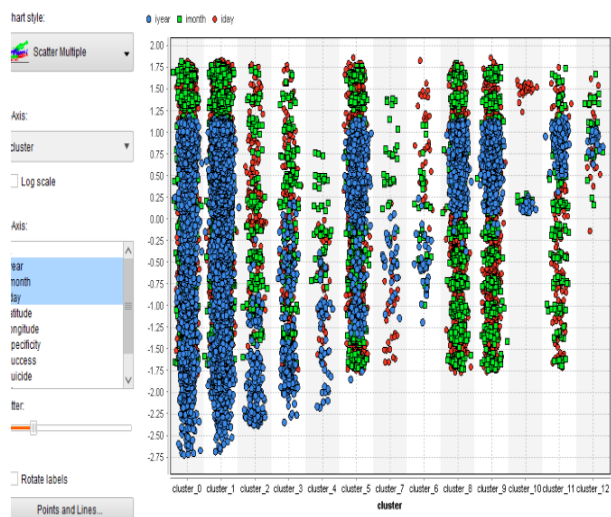 hart style:
Scatter Multiple
Axis:
cluster
Log scale
Axis:
year
month
day
atitude
ongitude
pecificity
uccess
uicide
tter:
Rotate labels
Points and Lines...
iyear imonth iday
2.00
1.75
1.50
1.25
1.00
0.75
0.50
0.25
0.00
-0.25
-0.50
-0.75
-1.00
-1.25
-1.50
-1.75
-2.00
-2.25
-2.50
-2.75
cluster_0 cluster_1 cluster_2 cluster_3 cluster_4 cluster_5 cluster_7 cluster_6 cluster_8 cluster_9 cluster_10 cluster_11 cluster_12
cluster